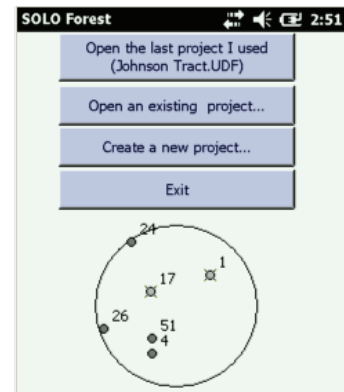 SOLO Forest 2:51
Open the last project I used
(Johnson Tract.UDF)
Open an existing project...
Create a new project...
Exit
24
1
17
26
51
4